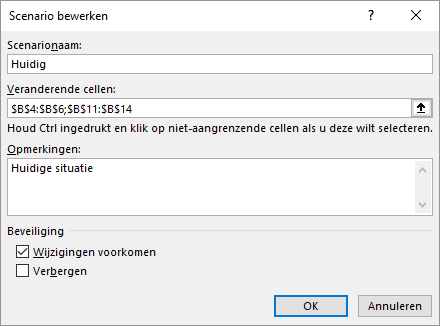 Scenario bewerken
Scenarionaam:
Huidig
Veranderende cellen:
$B$4:$B$6;$B$11:$B$14
Houd Ctrl ingedrukt en klik op niet-aangrenzende cellen als u deze wilt selecteren.
Opmerkingen:
Huidige situatie
Beveiliging
Wijzigingen voorkomen
Verbergen
OK Annuleren